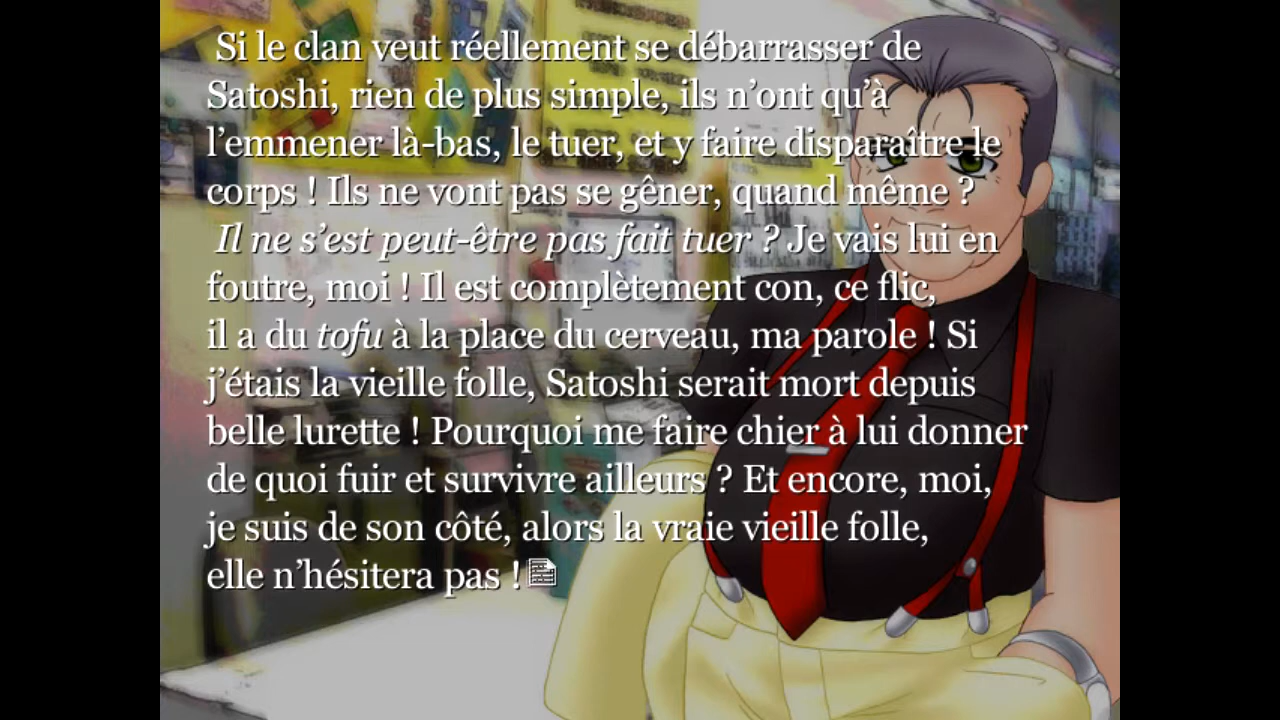 Si le clan veut réellement se débarrasser de
Satoshi, rien de plus simple, ils n’ont qu’à
l’emmener là-bas, le tuer, et y faire disparaître le
corps ! Ils ne vont pas se gêner, quand même ?
Il ne s’est peut-être pas fait tuer ? Je vais lui en
foutre, moi ! Il est complètement con, ce flic,
il a du tofu à la place du cerveau, ma parole ! Si
j’étais la vieille folle, Satoshi serait mort depuis
belle lurette ! Pourquoi me faire chier à lui donner
de quoi fuir et survivre ailleurs ? Et encore, moi,
je suis de son côté, alors la vraie vieille folle,
elle n’hésitera pas !